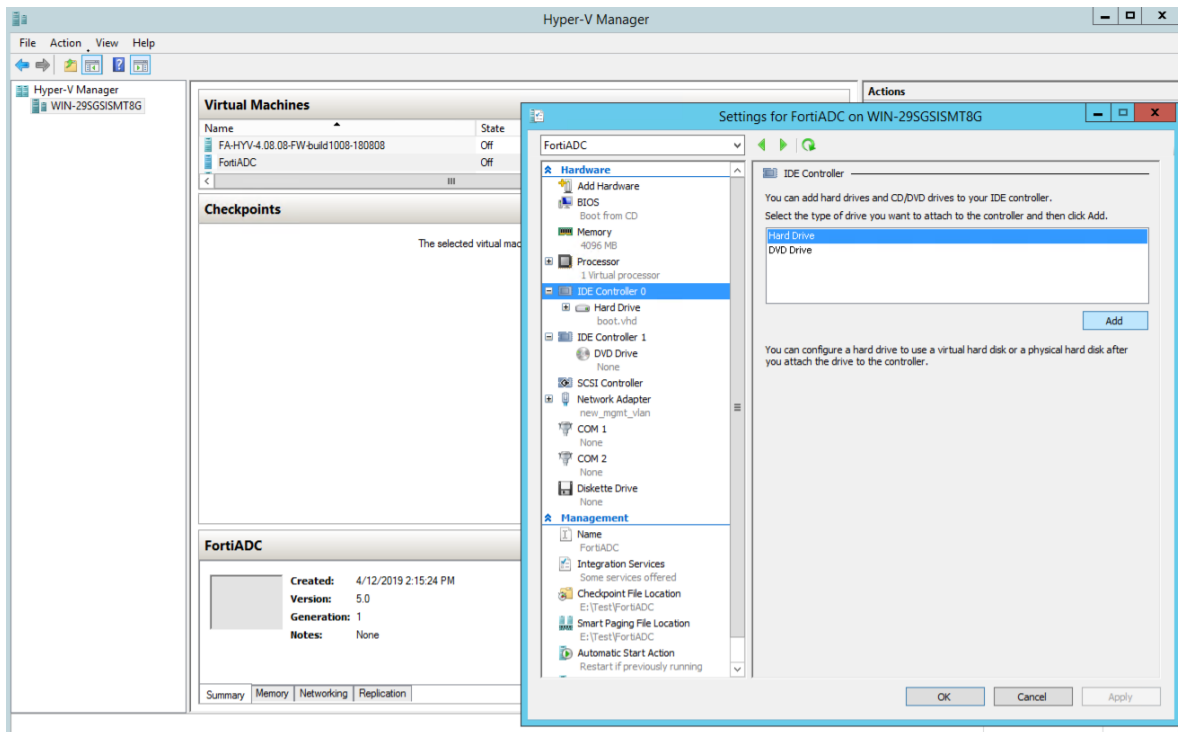 Hyper-V Manager
File Action View Help
Hyper-V Manager
WIN-29SGSISMT8G
Virtual Machines
Name State
FA-HYV-4.08.08-FW-build1008-180808 Off
FortiADC Off
Checkpoints
The selected virtual mac
FortiADC
Created: 4/12/2019 2:15:24 PM
Version: 5.0
Generation: 1
Notes: None
Summary Memory Networking Replication
Actions
Settings for FortiADC on WIN-29SGSISMT8G
FortiADC
Hardware
Add Hardware
BIOS
Boot from CD
Memory
4096 MB
Processor
1 Virtual processor
IDE Controller 0
Hard Drive
boot.vhd
IDE Controller 1
DVD Drive
None
SCSI Controller
Network Adapter
new_mgmt_vlan
COM 1
None
COM 2
None
Diskette Drive
None
Management
Name
FortiADC
Integration Services
Some services offered
Checkpoint File Location
E:\Test\FortiADC
Smart Paging File Location
E:\Test\FortiADC
Automatic Start Action
Restart if previously running
IDE Controller
You can add hard drives and CD/DVD drives to your IDE controller.
Select the type of drive you want to attach to the controller and then click Add.
Hard Drive
DVD Drive
Add
You can configure a hard drive to use a virtual hard disk or a physical hard disk after
you attach the drive to the controller.
OK Cancel Apply